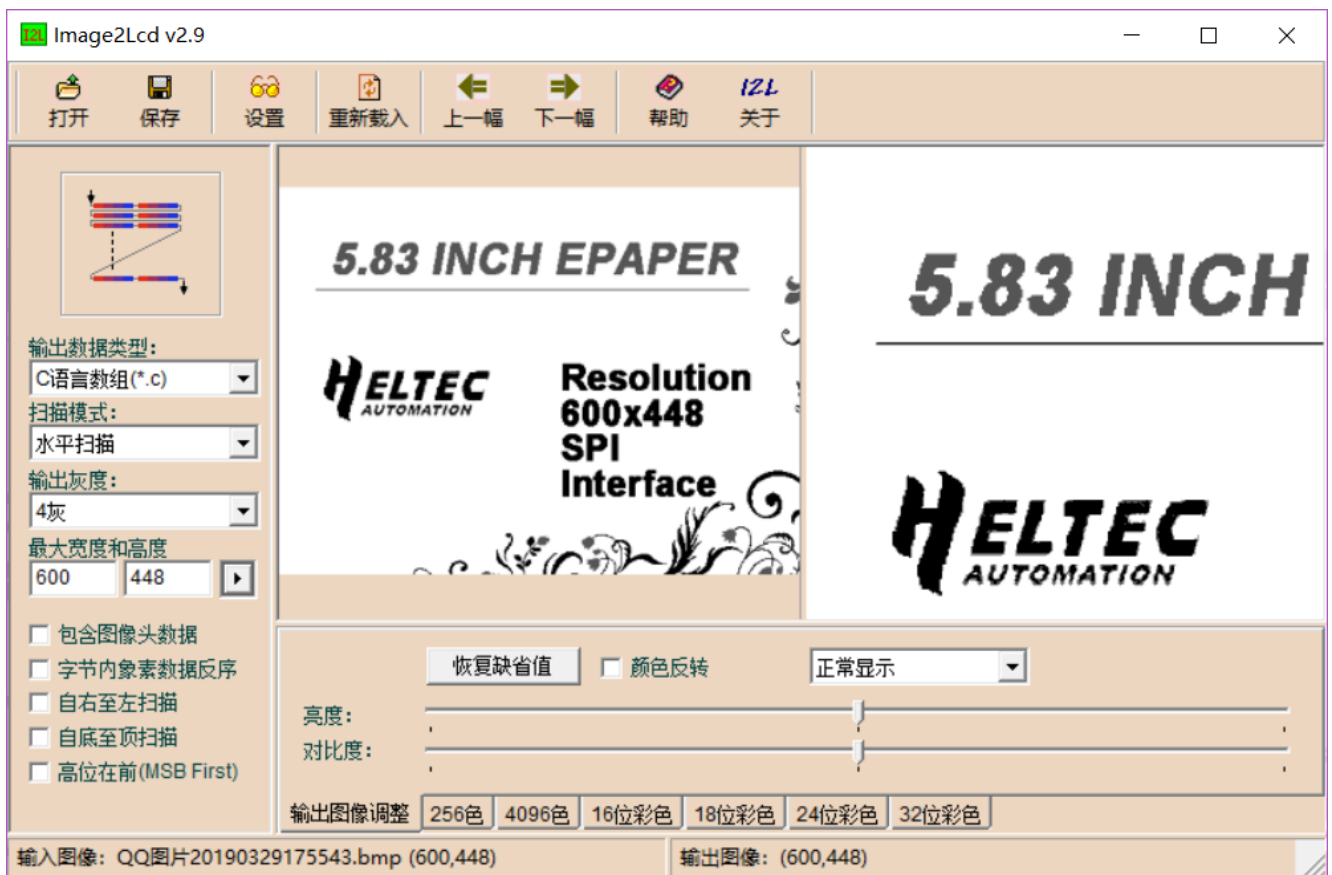 I2L Image2Lcd v2.9
打开 保存 设置 重新载入 上一幅 下一幅 帮助 I2L 关于
输出数据类型:
C语言数组(*.c)
扫描模式:
水平扫描
输出灰度:
4灰
最大宽度和高度
600 448
包含图像头数据
字节内象素数据反序
自右至左扫描
自底至顶扫描
高位在前(MSB First)
5.83 INCH EPAPER
HELTEC
AUTOMATION
Resolution
600x448
SPI
Interface
5.83 INCH
HELTEC
AUTOMATION
恢复缺省值 颜色反转 正常显示
亮度:
对比度:
输出图像调整 256色 4096色 16位彩色 18位彩色 24位彩色 32位彩色
输入图像: QQ图片20190329175543.bmp (600,448) 输出图像: (600,448)